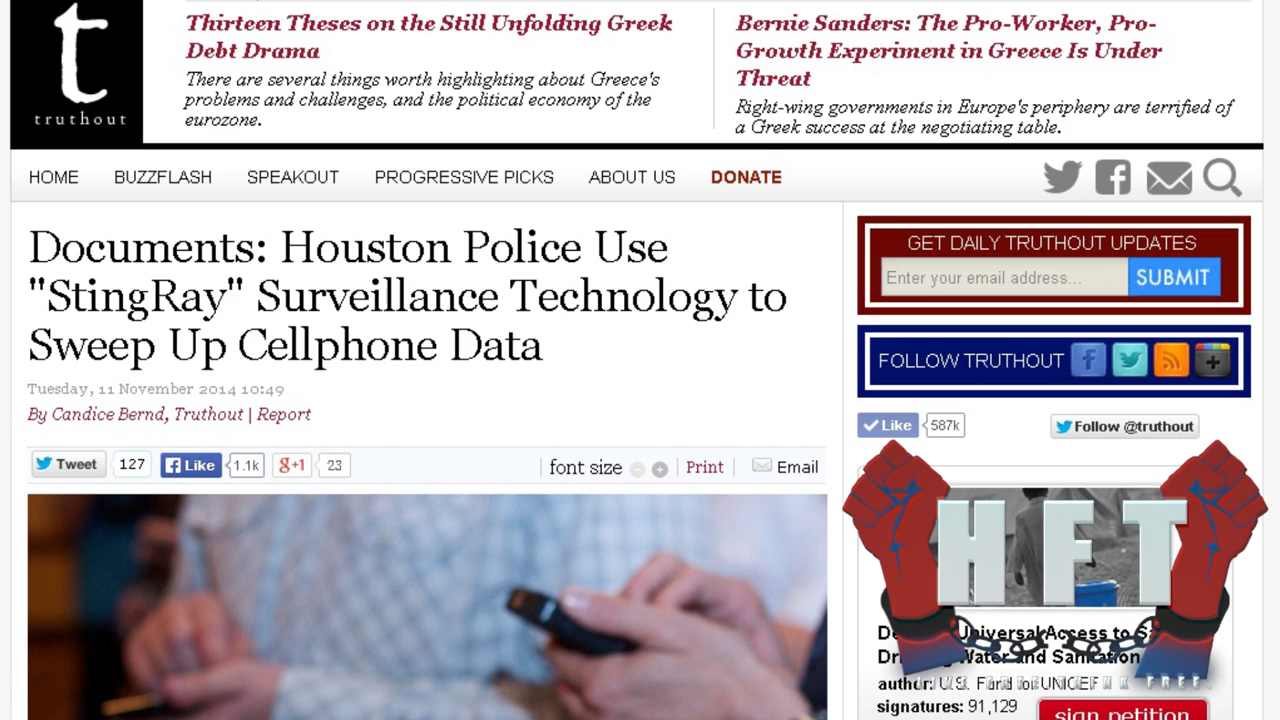 Thirteen Theses on the Still Unfolding Greek
Debt Drama
There are several things worth highlighting about Greece's
problems and challenges, and the political economy of the
eurozone.
Bernie Sanders: The Pro-Worker, Pro-
Growth Experiment in Greece Is Under
Threat
Right-wing governments in Europe's periphery are terrified of
a Greek success at the negotiating table.
t
truthout
HOME BUZZFLASH SPEAKOUT PROGRESSIVE PICKS ABOUT US DONATE
Documents: Houston Police Use
"StingRay" Surveillance Technology to
Sweep Up Cellphone Data
Tuesday, 11 November 2014 10:49
By Candice Bernd, Truthout | Report
Tweet 127 Like 1.1k g+1 23 font size Print Email
GET DAILY TRUTHOUT UPDATES
Enter your email address... SUBMIT
FOLLOW TRUTHOUT
Like 587k Follow @truthout
HFT
Universal Access to
Water and Sanitation
author: U.S. Fund for UNICEF
signatures: 91,129
sign petition